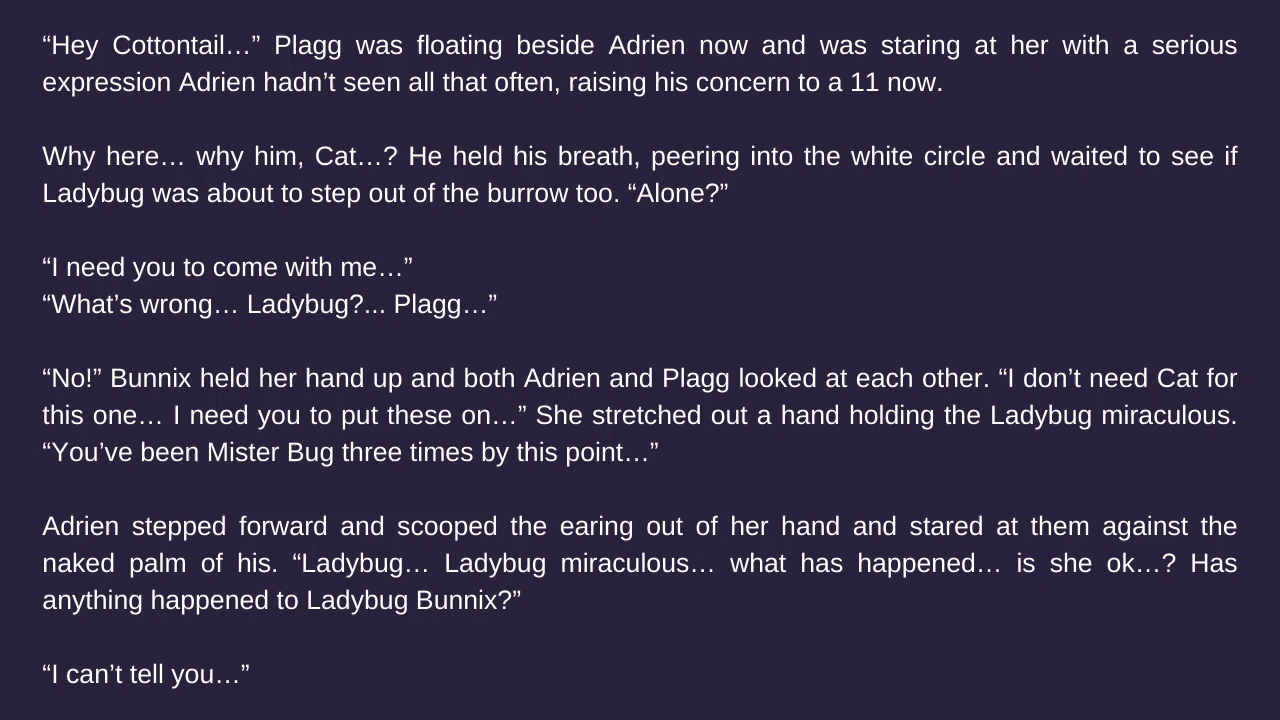 “Hey Cottontail…” Plagg was floating beside Adrien now and was staring at her with a serious
expression Adrien hadn’t seen all that often, raising his concern to a 11 now.
Why here… why him, Cat…? He held his breath, peering into the white circle and waited to see if
Ladybug was about to step out of the burrow too. “Alone?”
“I need you to come with me…”
“What’s wrong… Ladybug?... Plagg…”
“No!” Bunnix held her hand up and both Adrien and Plagg looked at each other. “I don’t need Cat for
this one… I need you to put these on…” She stretched out a hand holding the Ladybug miraculous.
“You’ve been Mister Bug three times by this point…”
Adrien stepped forward and scooped the earing out of her hand and stared at them against the
naked palm of his. “Ladybug… Ladybug miraculous… what has happened… is she ok…? Has
anything happened to Ladybug Bunnix?”
“I can’t tell you…”